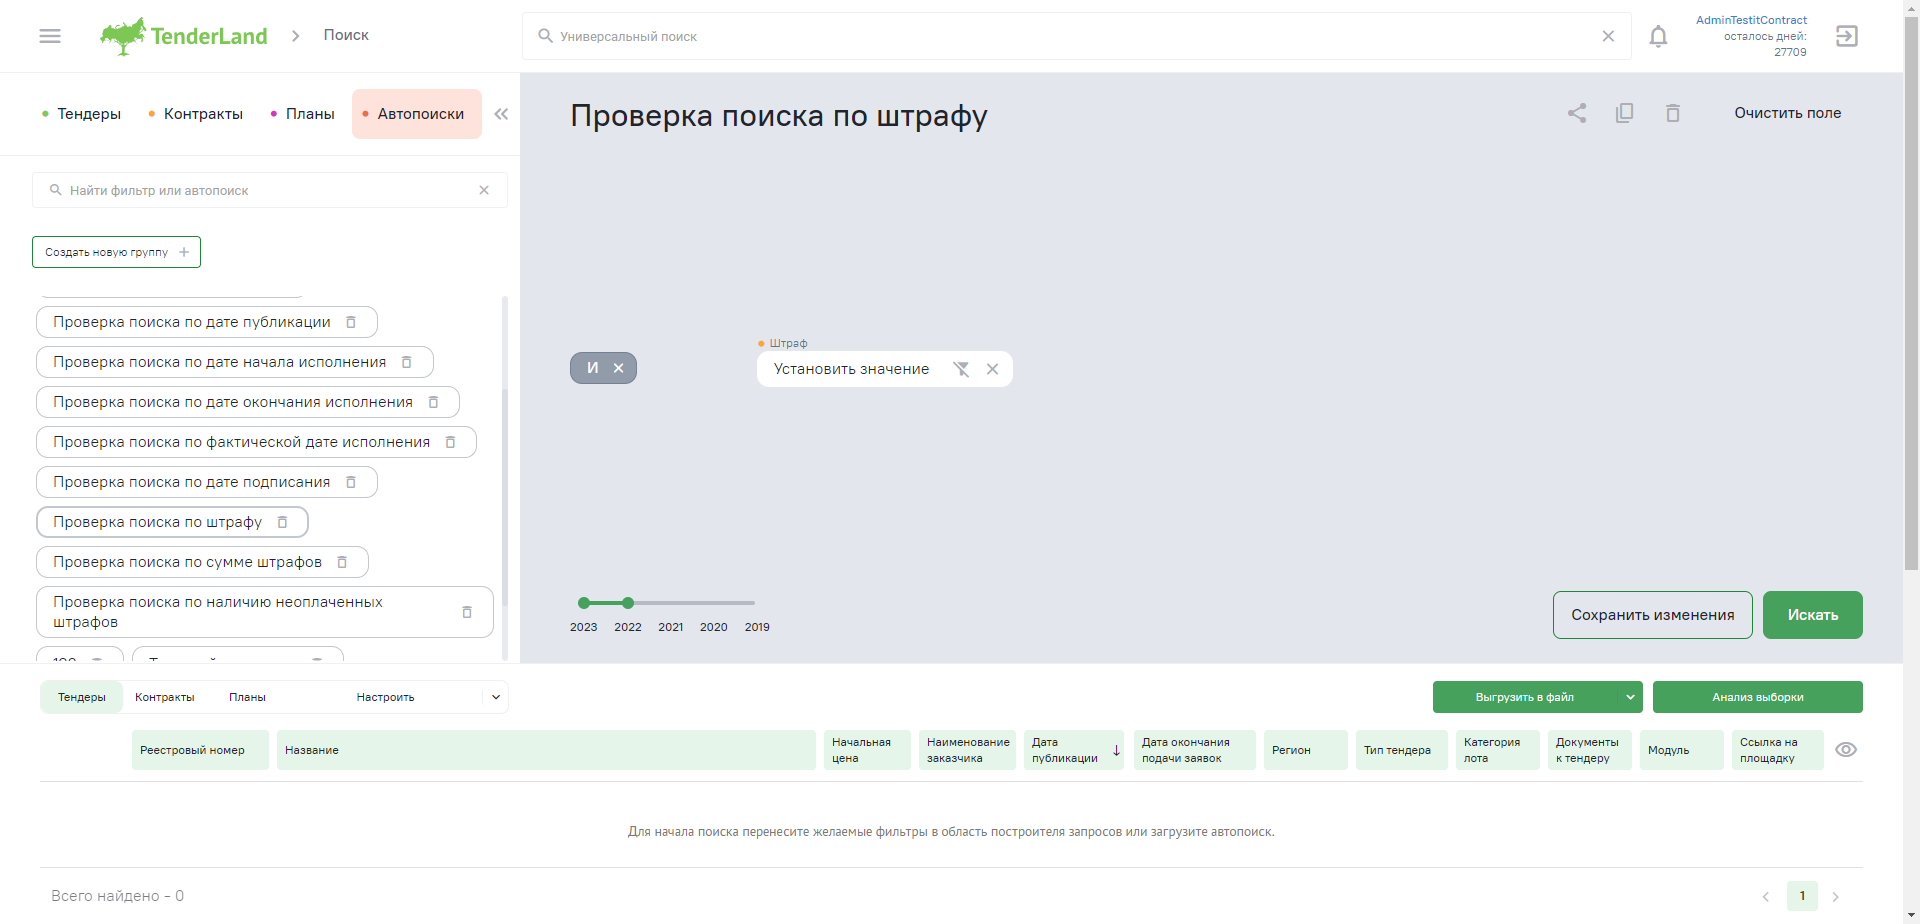 TenderLand
Поиск
Универсальный поиск
AdminTestitContract
осталось дней:
27709
Тендеры
Контракты
Планы
Автопоиски
Найти фильтр или автопоиск
Создать новую группу
Проверка поиска по дате публикации
Проверка поиска по дате начала исполнения
Проверка поиска по дате окончания исполнения
Проверка поиска по фактической дате исполнения
Проверка поиска по дате подписания
Проверка поиска по штрафу
Проверка поиска по сумме штрафов
Проверка поиска по наличию неоплаченных
штрафов
Проверка поиска по штрафу
Очистить поле
И
Штраф
Установить значение
2023 2022 2021 2020 2019
Сохранить изменения
Искать
Тендеры
Контракты
Планы
Настроить
Выгрузить в файл
Анализ выборки
Реестровый номер
Название
Начальная
цена
Наименование
заказчика
Дата
публикации
Дата окончания
подачи заявок
Регион
Тип тендера
Категория
лота
Документы
к тендеру
Модуль
Ссылка на
площадку
Для начала поиска перенесите желаемые фильтры в область построителя запросов или загрузите автопоиск.
Всего найдено - 0
1